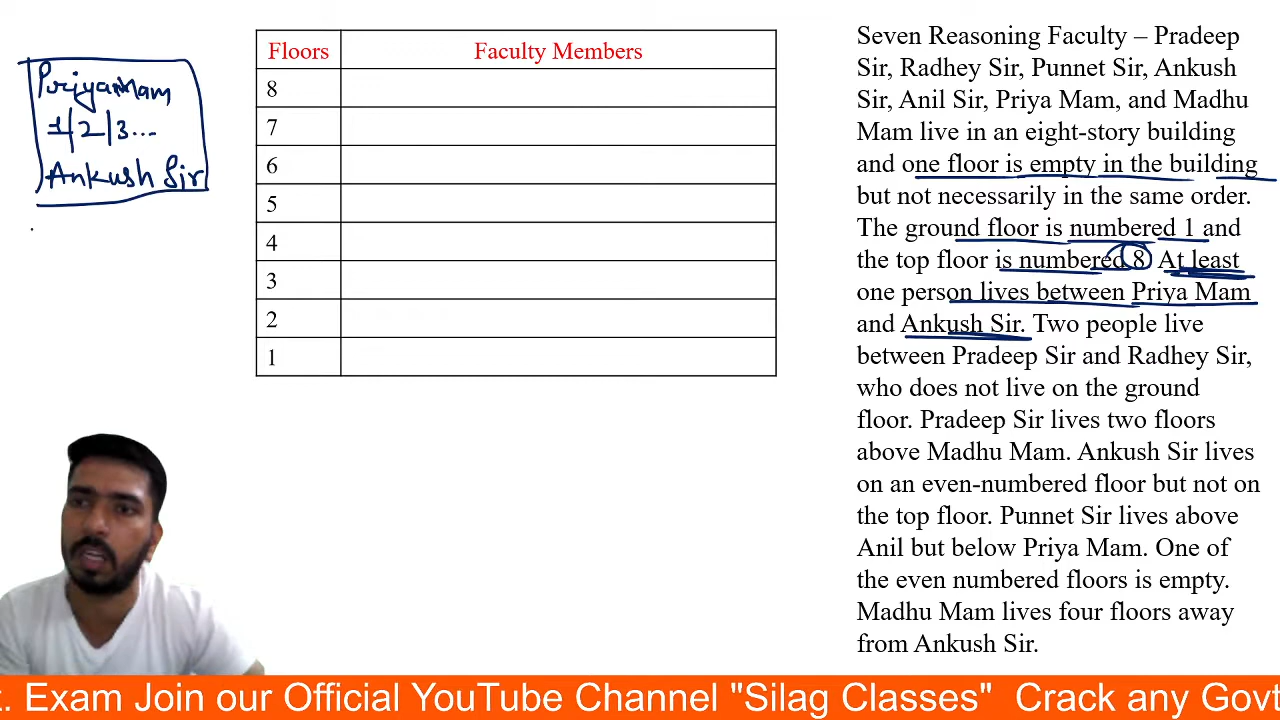 Priya Mam
1/2/3...
Ankush Sir
Floors Faculty Members
8
7
6
5
4
3
2
1
Seven Reasoning Faculty – Pradeep
Sir, Radhey Sir, Punnet Sir, Ankush
Sir, Anil Sir, Priya Mam, and Madhu
Mam live in an eight-story building
and one floor is empty in the building
but not necessarily in the same order.
The ground floor is numbered 1 and
the top floor is numbered 8. At least
one person lives between Priya Mam
and Ankush Sir. Two people live
between Pradeep Sir and Radhey Sir,
who does not live on the ground
floor. Pradeep Sir lives two floors
above Madhu Mam. Ankush Sir lives
on an even-numbered floor but not on
the top floor. Punnet Sir lives above
Anil but below Priya Mam. One of
the even numbered floors is empty.
Madhu Mam lives four floors away
from Ankush Sir.
t. Exam Join our Official YouTube Channel "Silag Classes" Crack any Govt